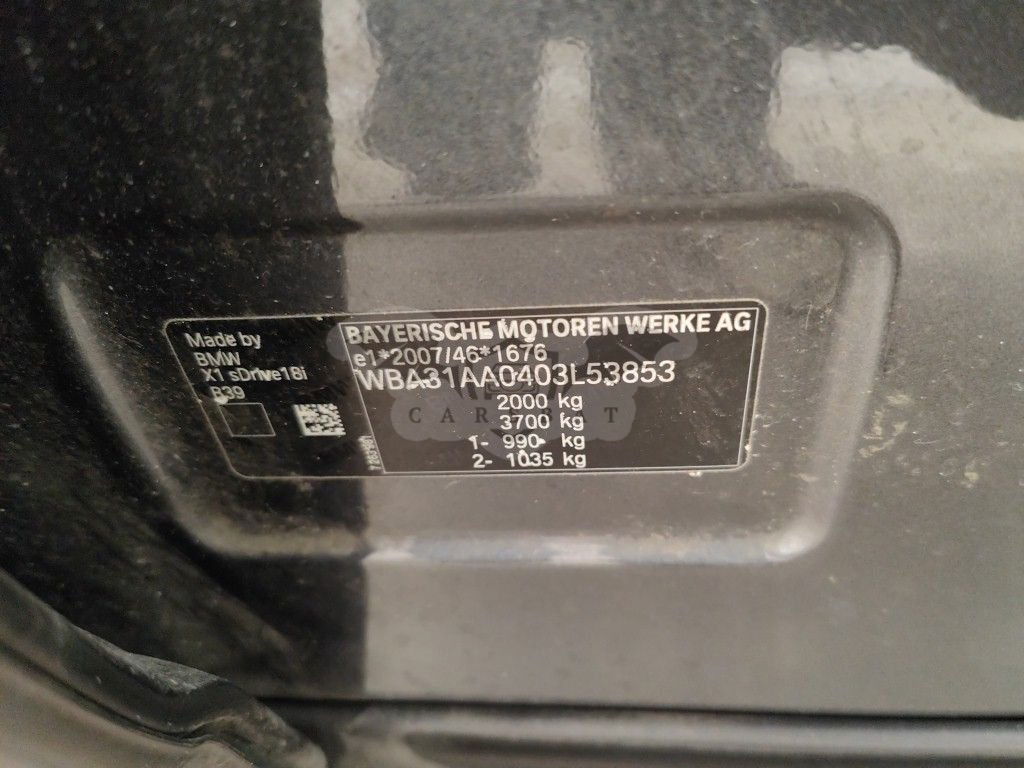 Made by
BMW
X1 sDrive18i
B39
BAYERISCHE MOTOREN WERKE AG
e1*2007/46*1676
WBA31AA0403L53853
2000 kg
3700 kg
1- 990 kg
2- 1035 kg